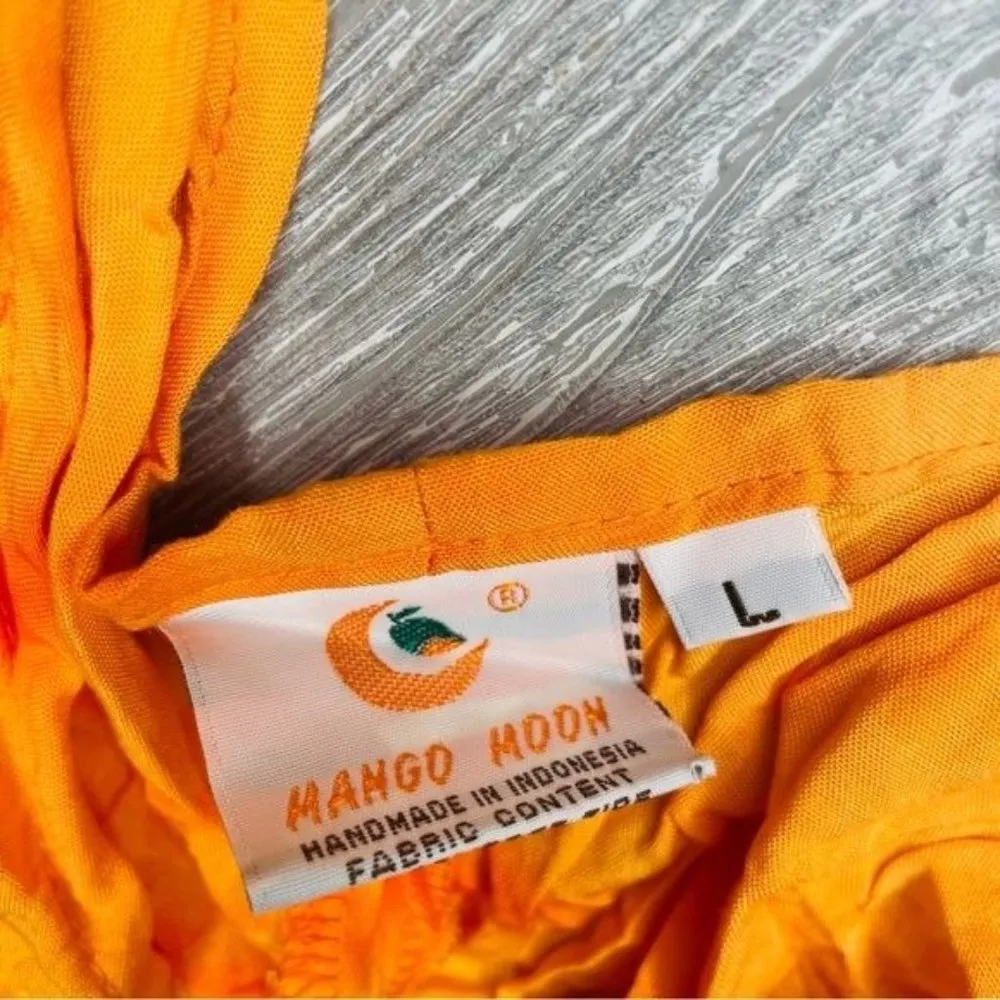 ®
L
MANGO MOON
HANDMADE IN INDONESIA
FABRIC CONTENT